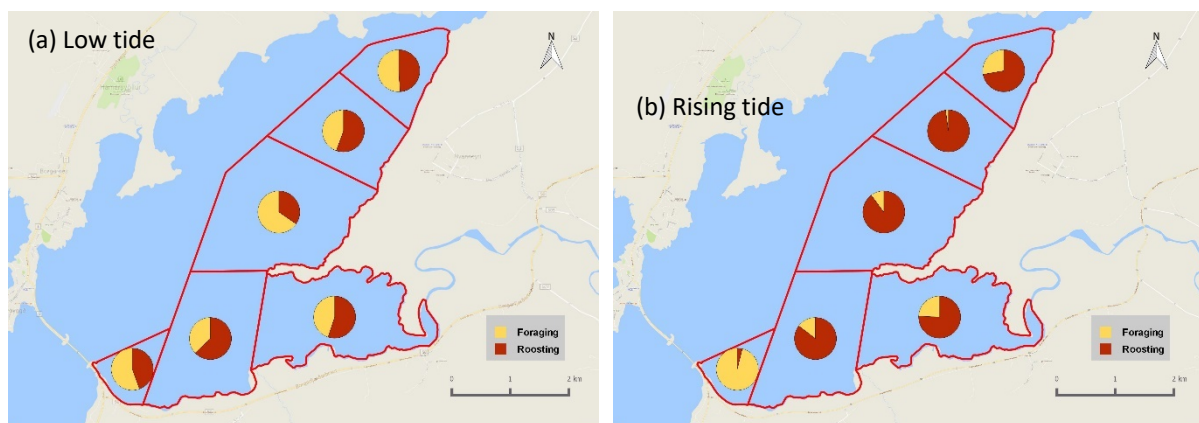 (a) Low tide
N
Foraging
Roosting
0 1 2 km
(b) Rising tide
N
Foraging
Roosting
0 1 2 km